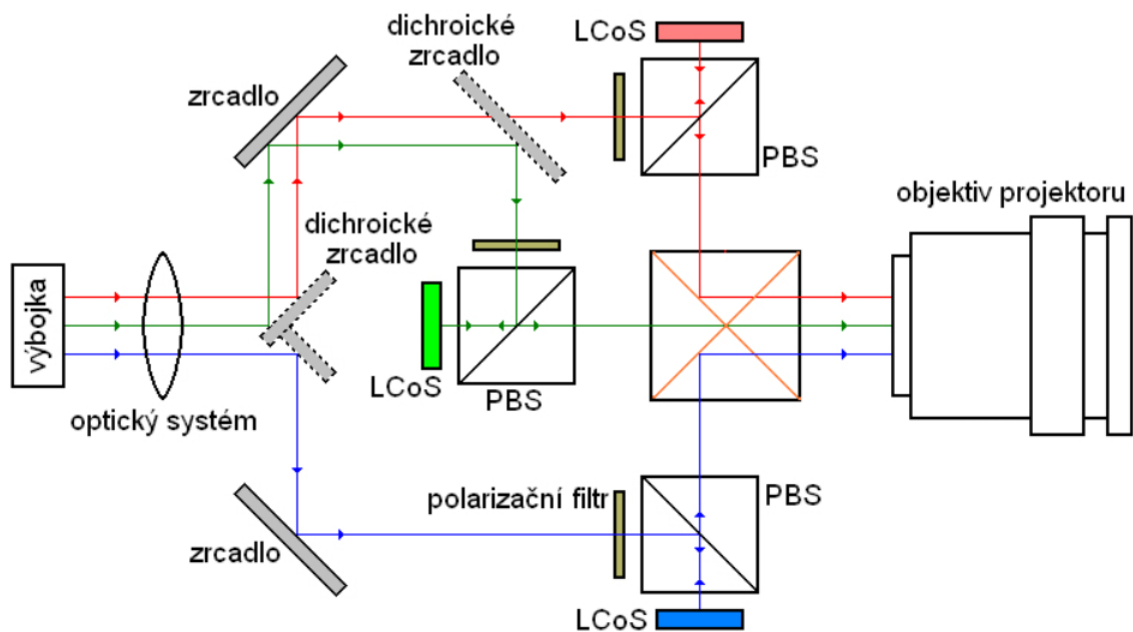 dichroické
zrcadlo
LCoS
zrcadlo
PBS
objektiv projektoru
dichroické
zrcadlo
výbojka
LCoS
PBS
optický systém
polarizační filtr
PBS
zrcadlo
LCoS